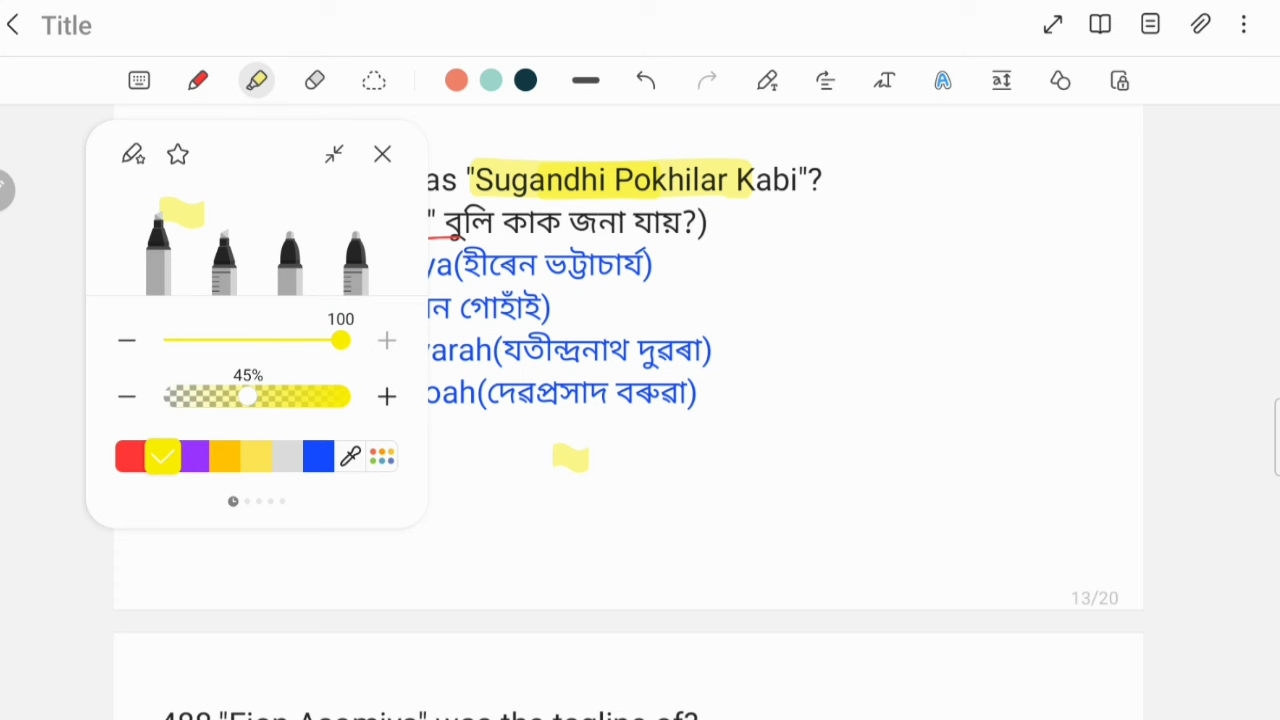 Title
as "Sugandhi Pokhilar Kabi"?
" বুলি কাক জনা যায়?)
ya(হীৰেন ভট্টাচাৰ্য)
ন গোহাঁই)
varah(যতীন্দ্ৰনাথ দুৱৰা)
oah(দেৱপ্ৰসাদ বৰুৱা)
100
45%
13/20